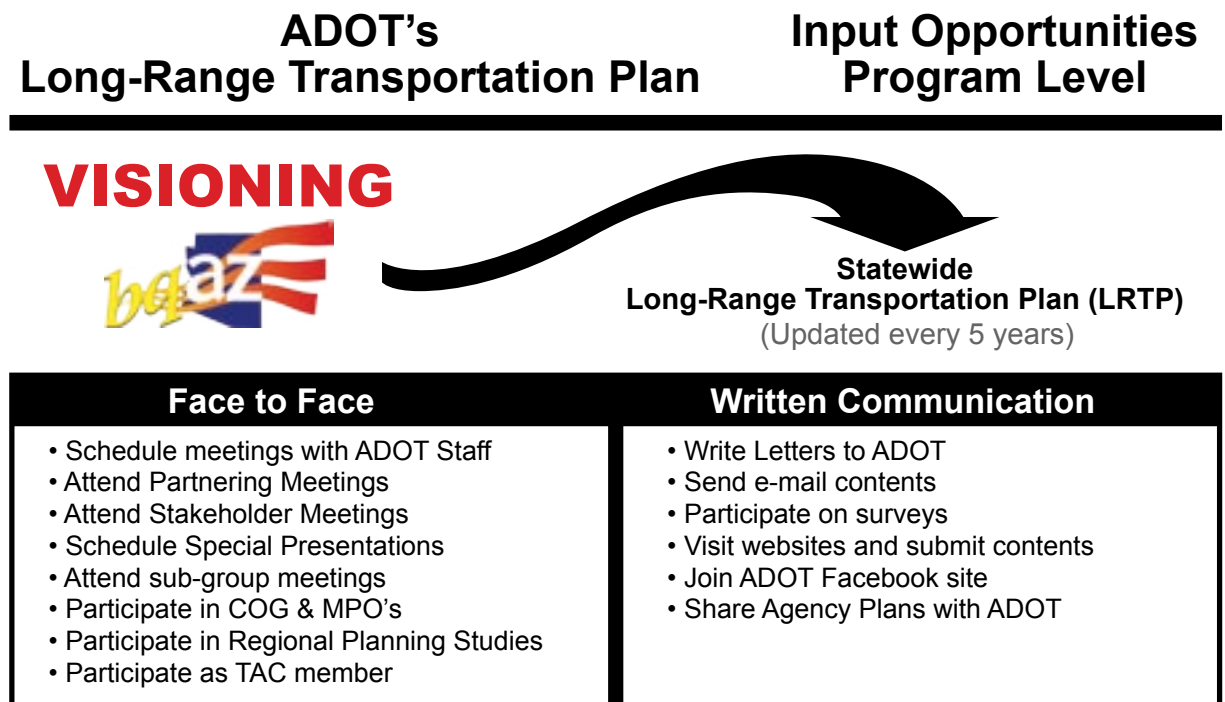 ADOT's
Long-Range Transportation Plan
Input Opportunities
Program Level
VISIONING
bqaz
Statewide
Long-Range Transportation Plan (LRTP)
(Updated every 5 years)
Face to Face
• Schedule meetings with ADOT Staff
• Attend Partnering Meetings
• Attend Stakeholder Meetings
• Schedule Special Presentations
• Attend sub-group meetings
• Participate in COG & MPO's
• Participate in Regional Planning Studies
• Participate as TAC member
Written Communication
• Write Letters to ADOT
• Send e-mail contents
• Participate on surveys
• Visit websites and submit contents
• Join ADOT Facebook site
• Share Agency Plans with ADOT